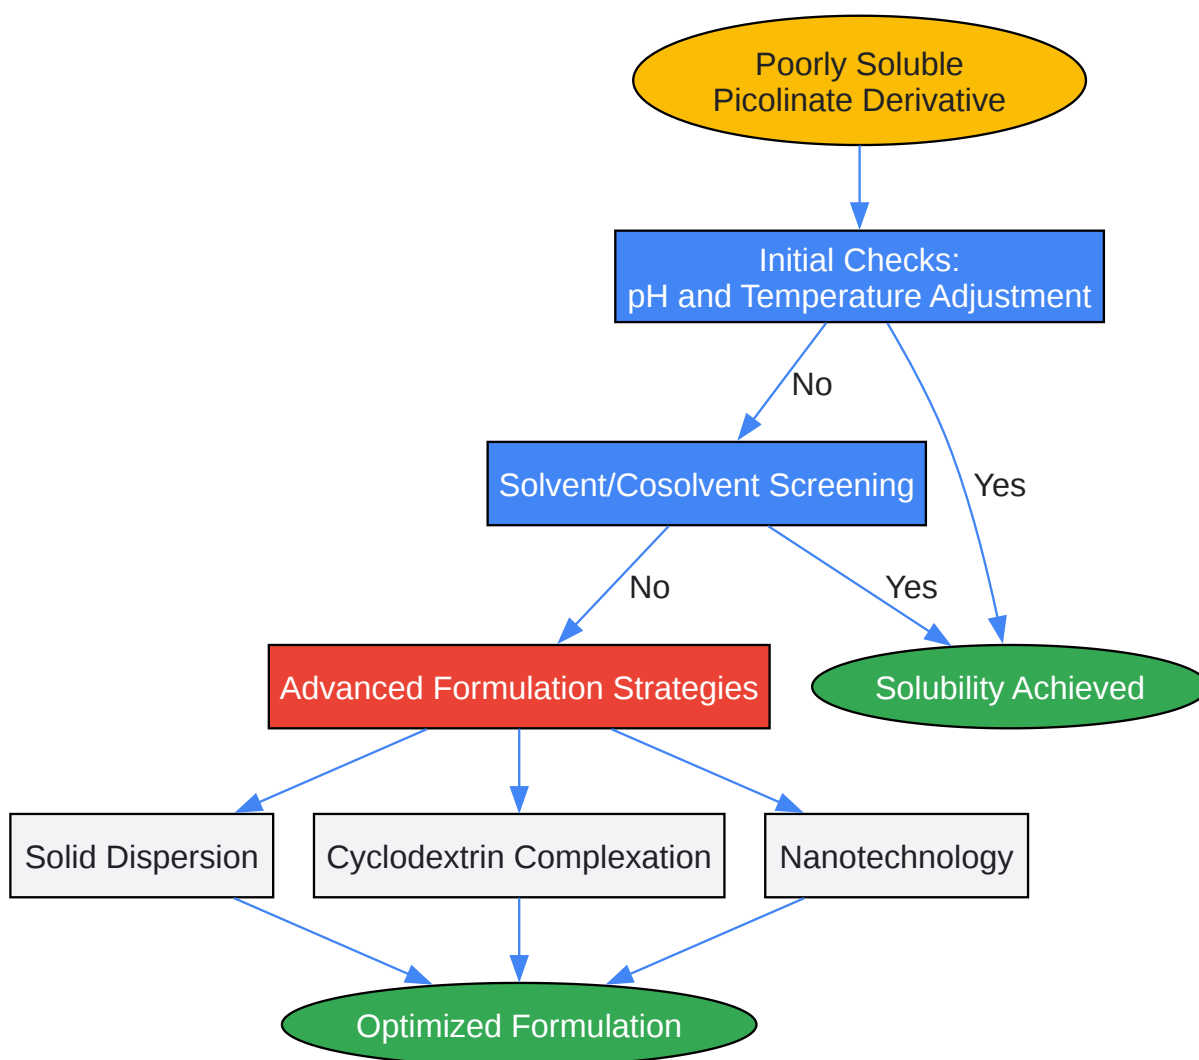 Poorly Soluble
Picolinate Derivative
Initial Checks:
pH and Temperature Adjustment
No
Solvent/Cosolvent Screening
Yes
No
Yes
Advanced Formulation Strategies
Solubility Achieved
Solid Dispersion
Cyclodextrin Complexation
Nanotechnology
Optimized Formulation